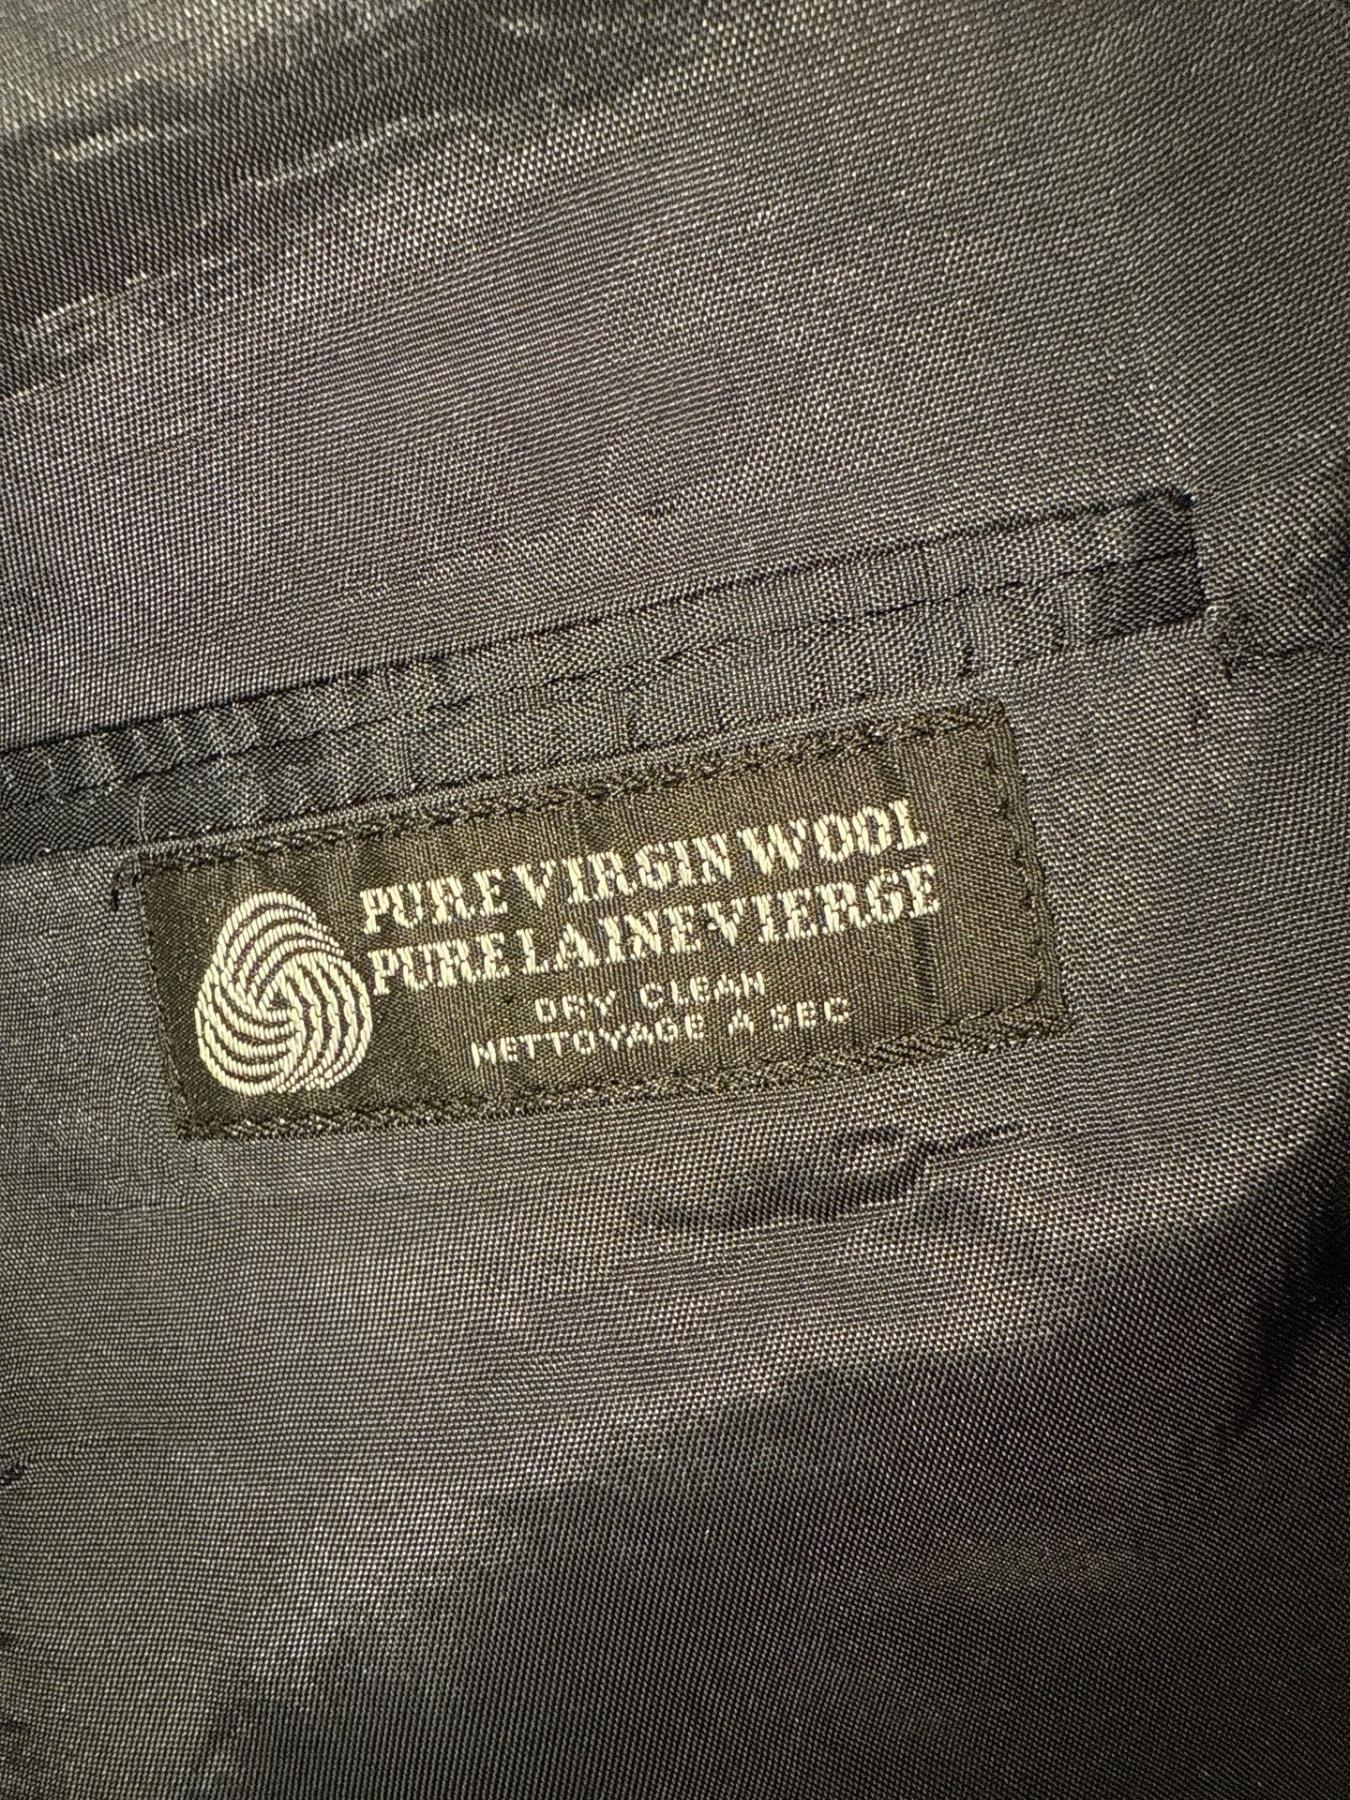 PURE VIRGIN WOOL
PURE LAINE VIERGE
DRY CLEAN
NETTOYAGE A SEC